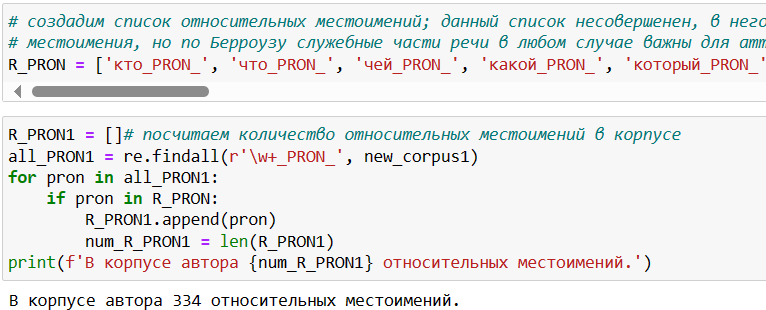 # создадим список относительных местоимений; данный список несовершенен, в него
# местоимения, но по Берроузу служебные части речи в любом случае важны для атт
R_PRON = ['кто_PRON_', 'что_PRON_', 'чей_PRON_', 'какой_PRON_', 'который_PRON_'
R_PRON1 = []# посчитаем количество относительных местоимений в корпусе
all_PRON1 = re.findall(r'\w+_PRON_', new_corpus1)
for pron in all_PRON1:
    if pron in R_PRON:
        R_PRON1.append(pron)
        num_R_PRON1 = len(R_PRON1)
print(f'В корпусе автора {num_R_PRON1} относительных местоимений.')
В корпусе автора 334 относительных местоимений.